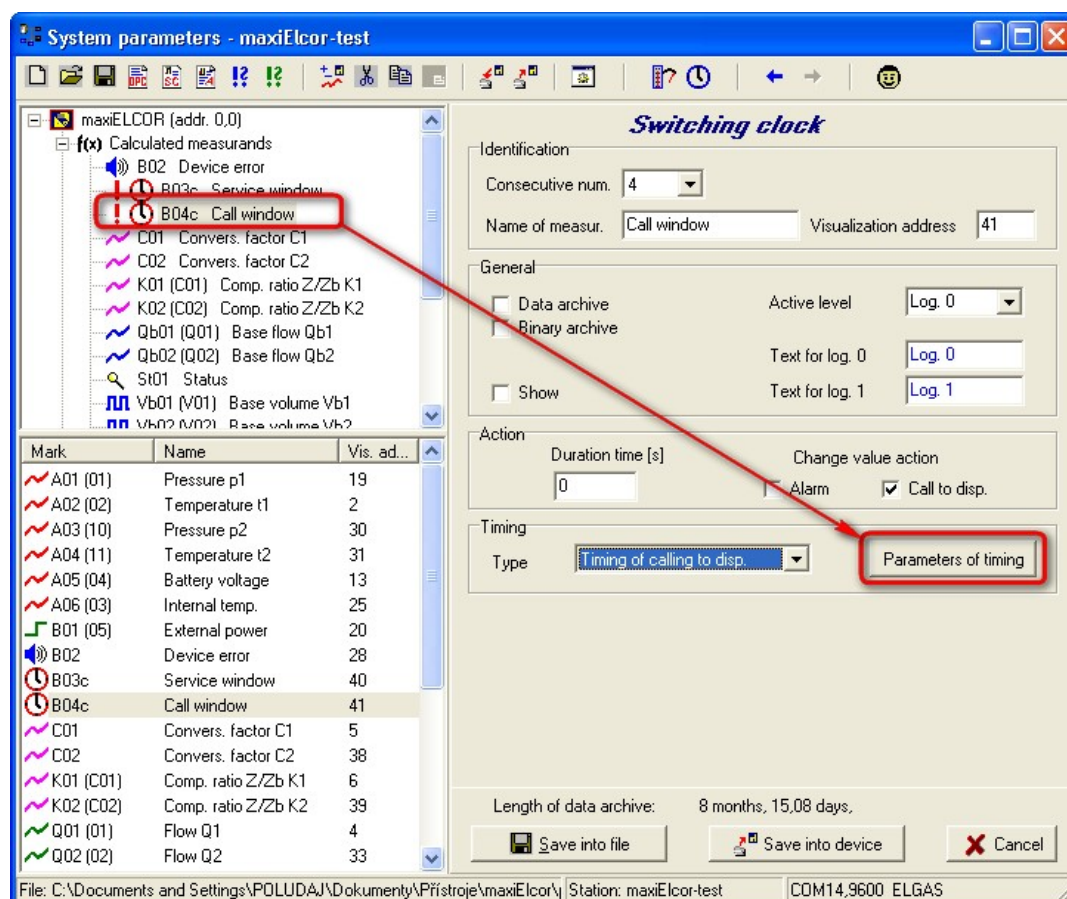 System parameters - maxiElcor-test
maxiELCOR (addr. 0,0)
f(x) Calculated measurands
B02 Device error
B03c Service window
B04c Call window
C01 Convers. factor C1
C02 Convers. factor C2
K01 (C01) Comp. ratio Z/Zb K1
K02 (C02) Comp. ratio Z/Zb K2
Qb01 (Q01) Base flow Qb1
Qb02 (Q02) Base flow Qb2
St01 Status
Vb01 (V01) Base volume Vb1
Vb02 (V02) Base volume Vb2
Mark Name Vis. ad...
A01 (01) Pressure p1 19
A02 (02) Temperature t1 2
A03 (10) Pressure p2 30
A04 (11) Temperature t2 31
A05 (04) Battery voltage 13
A06 (03) Internal temp. 25
B01 (05) External power 20
B02 Device error 28
B03c Service window 40
B04c Call window 41
C01 Convers. factor C1 5
C02 Convers. factor C2 38
K01 (C01) Comp. ratio Z/Zb K1 6
K02 (C02) Comp. ratio Z/Zb K2 39
Q01 (01) Flow Q1 4
Q02 (02) Flow Q2 33
Switching clock
Identification
Consecutive num. 4
Name of measur. Call window Visualization address 41
General
Data archive Active level Log. 0
Binary archive
Text for log. 0 Log. 0
Show Text for log. 1 Log. 1
Action
Duration time [s] Change value action
0 Alarm Call to disp.
Timing
Type Timing of calling to disp. Parameters of timing
Length of data archive: 8 months, 15,08 days,
Save into file Save into device Cancel
File: C:\Documents and Settings\POLUDAJ\Dokumenty\Přístroje\maxiElcor\ Station: maxiElcor-test COM14,9600 ELGAS